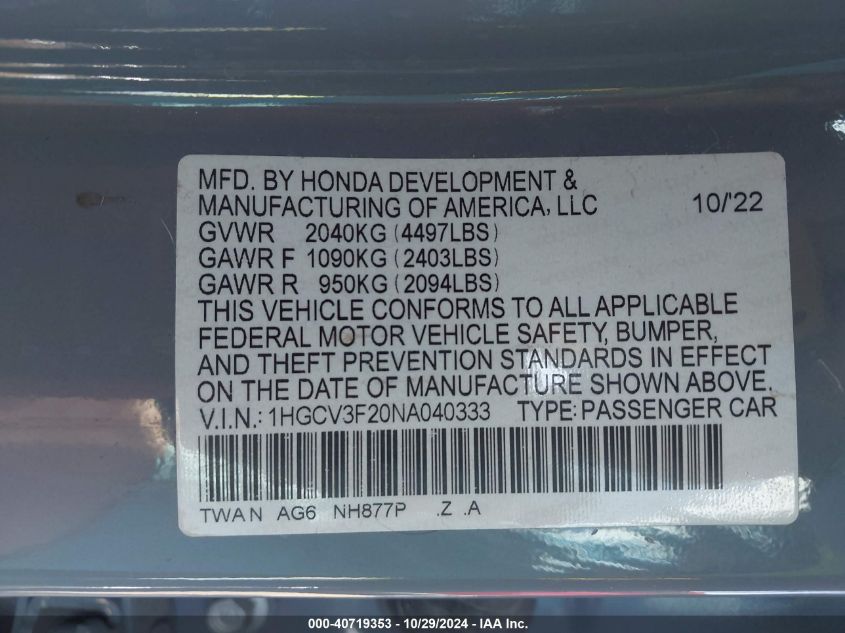 MFD. BY HONDA DEVELOPMENT &
MANUFACTURING OF AMERICA, LLC 10/'22
GVWR 2040KG (4497LBS)
GAWR F 1090KG (2403LBS)
GAWR R 950KG (2094LBS)
THIS VEHICLE CONFORMS TO ALL APPLICABLE
FEDERAL MOTOR VEHICLE SAFETY, BUMPER,
AND THEFT PREVENTION STANDARDS IN EFFECT
ON THE DATE OF MANUFACTURE SHOWN ABOVE.
V.I.N.: 1HGCV3F20NA040333 TYPE: PASSENGER CAR
TWAN AG6 NH877P .Z .A
000-40719353 - 10/29/2024 - IAA Inc.